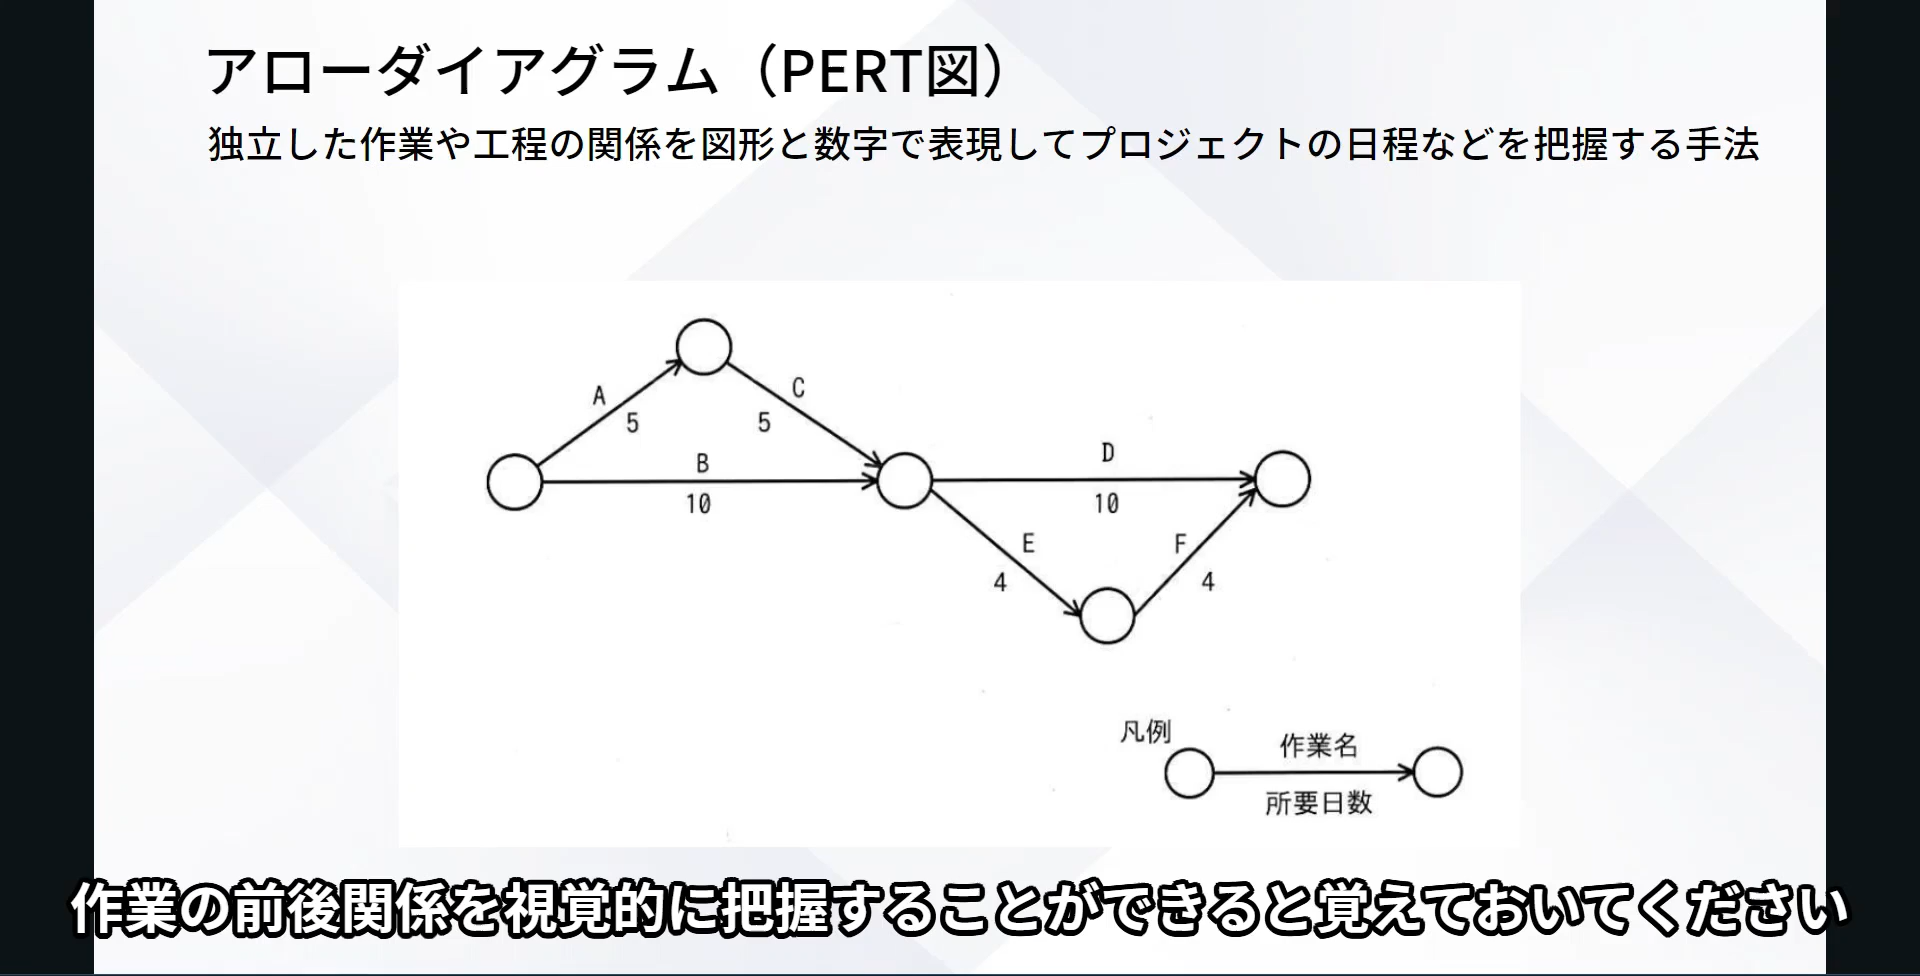 アローダイアグラム（PERT図）
独立した作業や工程の関係を図形と数字で表現してプロジェクトの日程などを把握する手法
A
5
C
5
B
10
D
10
E
4
F
4
凡例
作業名
所要日数
作業の前後関係を視覚的に把握することができると覚えておいてください